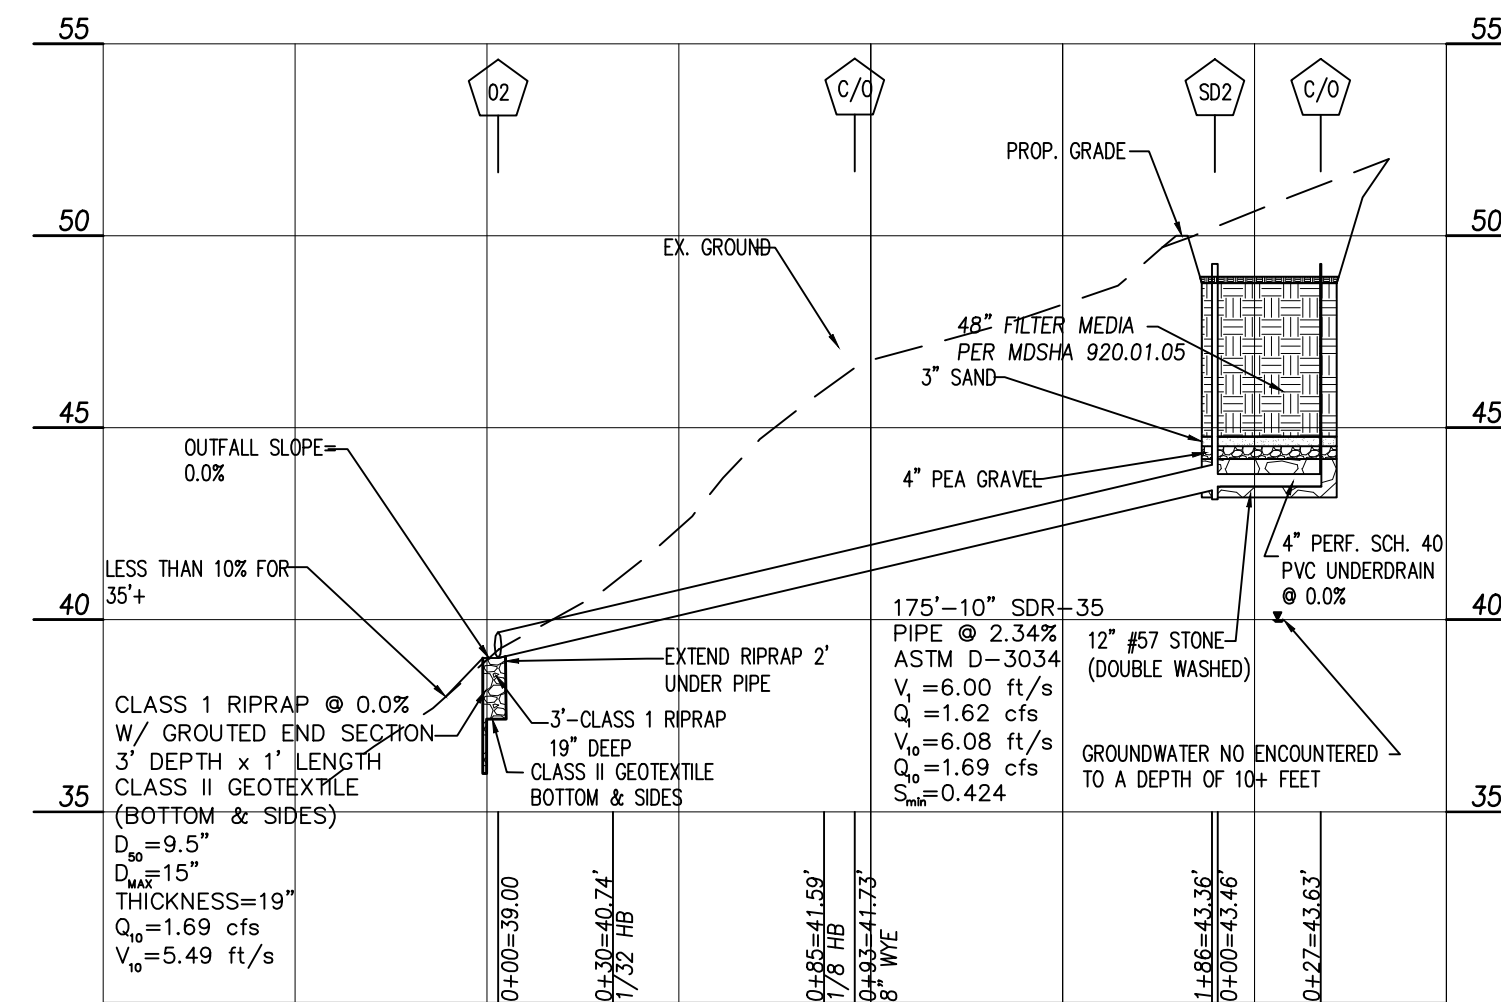 55
55
02
C/O
SD2
C/O
PROP. GRADE
50
50
EX. GROUND
48" FILTER MEDIA
PER MDSHA 920.01.05
3" SAND
45
45
OUTFALL SLOPE=
0.0%
4" PEA GRAVEL
LESS THAN 10% FOR
35'+
4" PERF. SCH. 40
PVC UNDERDRAIN
@ 0.0%
40
40
175'-10" SDR-35
PIPE @ 2.34%
ASTM D-3034
V1 =6.00 ft/s
Q1 =1.62 cfs
V10=6.08 ft/s
Q10=1.69 cfs
Smin=0.424
12" #57 STONE
(DOUBLE WASHED)
EXTEND RIPRAP 2'
UNDER PIPE
3'-CLASS 1 RIPRAP
19" DEEP
CLASS II GEOTEXTILE
BOTTOM & SIDES
GROUNDWATER NO ENCOUNTERED
TO A DEPTH OF 10+ FEET
CLASS 1 RIPRAP @ 0.0%
W/ GROUTED END SECTION
3' DEPTH x 1' LENGTH
CLASS II GEOTEXTILE
(BOTTOM & SIDES)
D50=9.5"
DMAX=15"
THICKNESS=19"
Q10=1.69 cfs
V10=5.49 ft/s
35
35
0+00=39.00
0+30=40.74'
1/32 HB
0+85=41.59'
1/8 HB
0+93=41.73'
8" WYE
1+86=43.36'
0+00=43.46'
0+27=43.63'